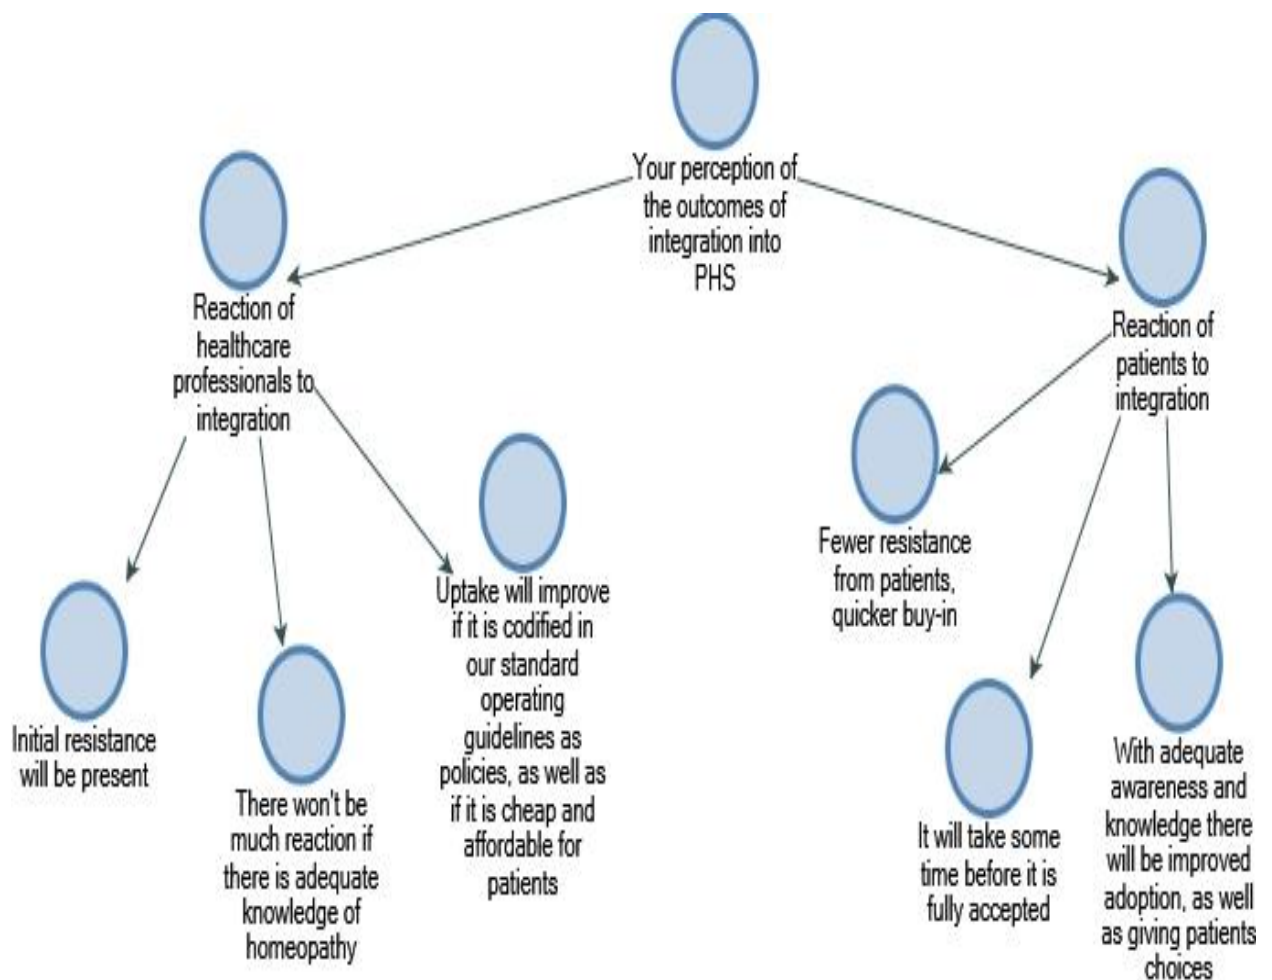 Your perception of
the outcomes of
integration into
PHS
Reaction of
healthcare
professionals to
integration
Reaction of
patients to
integration
Initial resistance
will be present
There won't be
much reaction if
there is adequate
knowledge of
homeopathy
Uptake will improve
if it is codified in
our standard
operating
guidelines as
policies, as well as
if it is cheap and
affordable for
patients
Fewer resistance
from patients,
quicker buy-in
It will take some
time before it is
fully accepted
With adequate
awareness and
knowledge there
will be improved
adoption, as well
as giving patients
choices